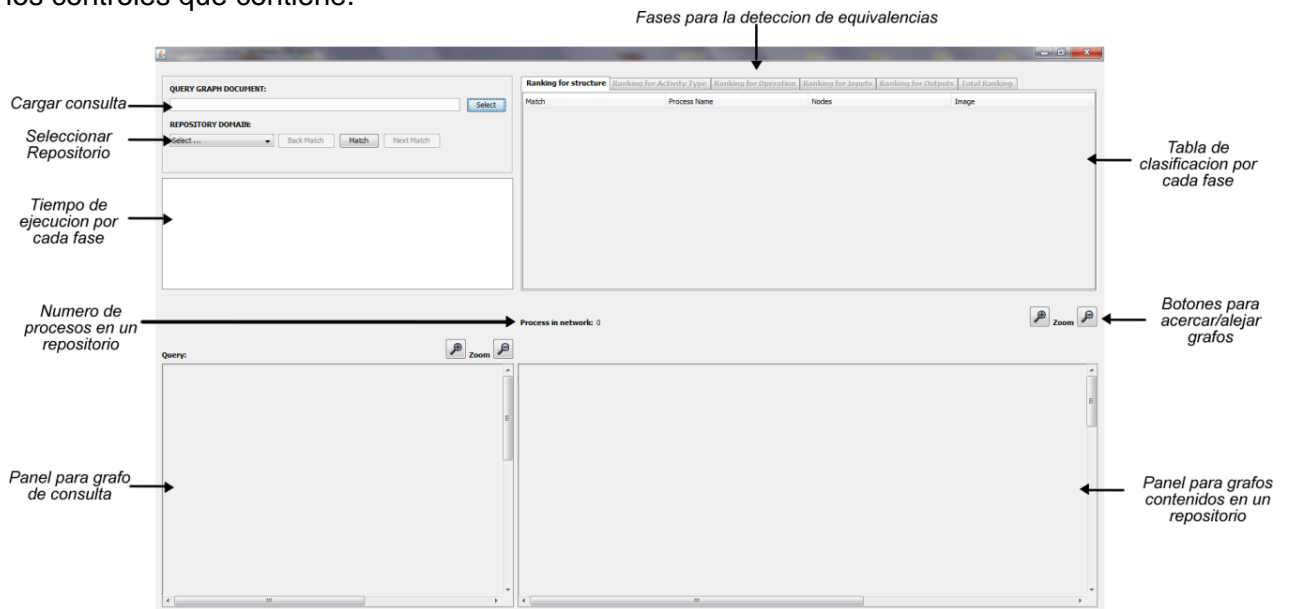 los controles que contiene.
Fases para la deteccion de equivalencias
Cargar consulta
Seleccionar
Repositorio
Tiempo de
ejecucion por
cada fase
Numero de
procesos en un
repositorio
Panel para grafo
de consulta
QUERY GRAPH DOCUMENT:
Select
REPOSITORY DOMAIN:
Select ... Back Match Match Next Match
Ranking for structure Ranking for Activity Type Ranking for Operation Ranking for Inputs Ranking for Outputs Total Ranking
Match Process Name Nodes Image
Process in network: 0
Zoom
Query: Zoom
Tabla de
clasificacion por
cada fase
Botones para
acercar/alejar
grafos
Panel para grafos
contenidos en un
repositorio